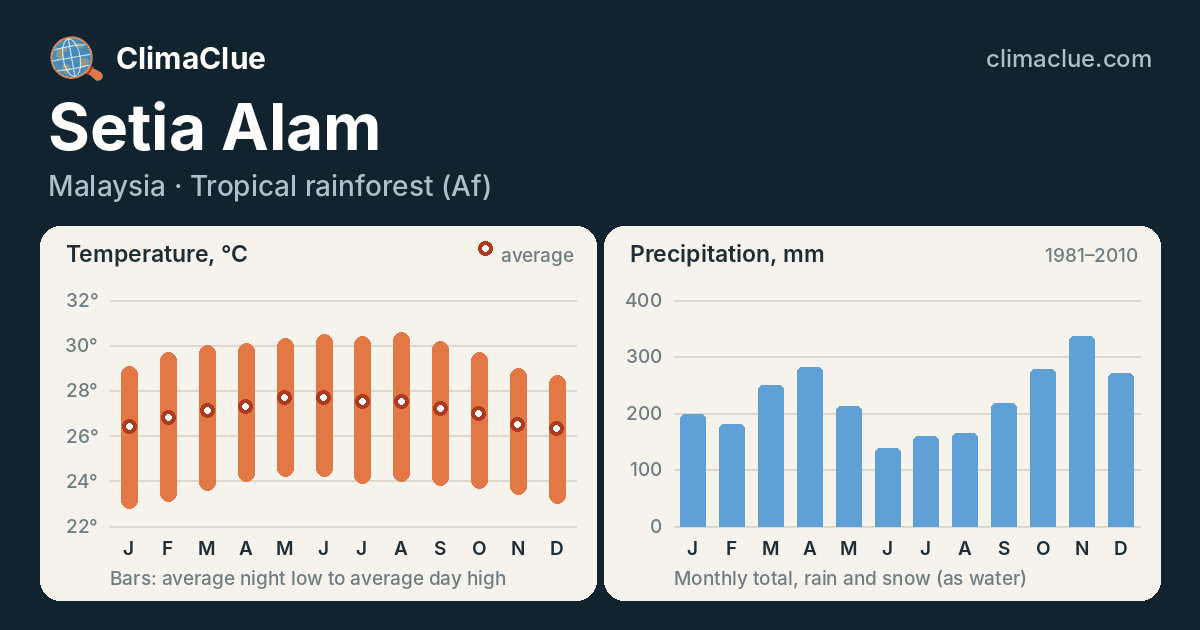 ClimaClue
climaclue.com
Setia Alam
Malaysia · Tropical rainforest (Af)
Temperature, °C
average
32°
30°
28°
26°
24°
22°
J F M A M J J A S O N D
Bars: average night low to average day high
Precipitation, mm
1981–2010
400
300
200
100
0
J F M A M J J A S O N D
Monthly total, rain and snow (as water)